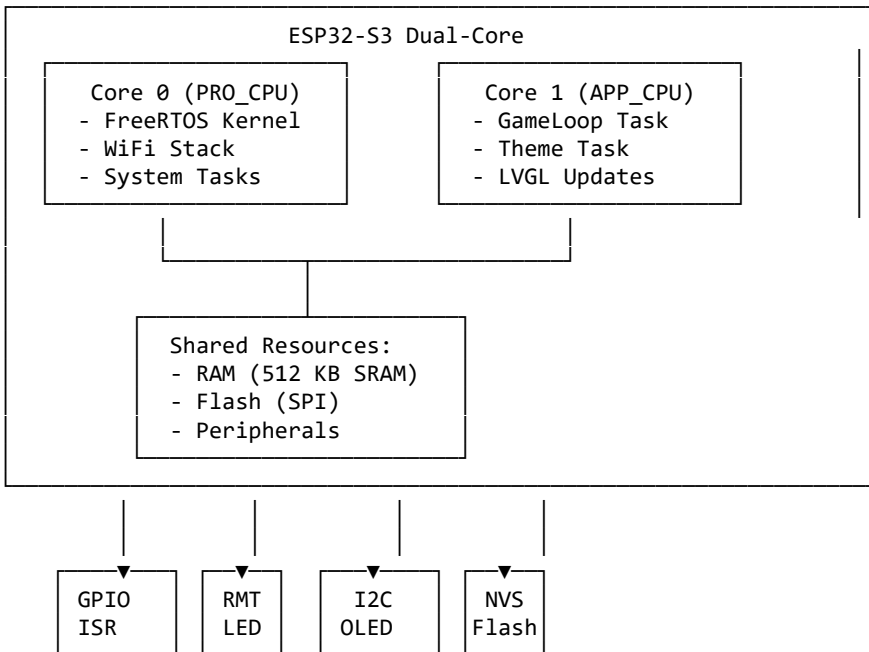 ESP32-S3 Dual-Core
Core 0 (PRO_CPU)
- FreeRTOS Kernel
- WiFi Stack
- System Tasks
Core 1 (APP_CPU)
- GameLoop Task
- Theme Task
- LVGL Updates
Shared Resources:
- RAM (512 KB SRAM)
- Flash (SPI)
- Peripherals
GPIO
ISR
RMT
LED
I2C
OLED
NVS
Flash